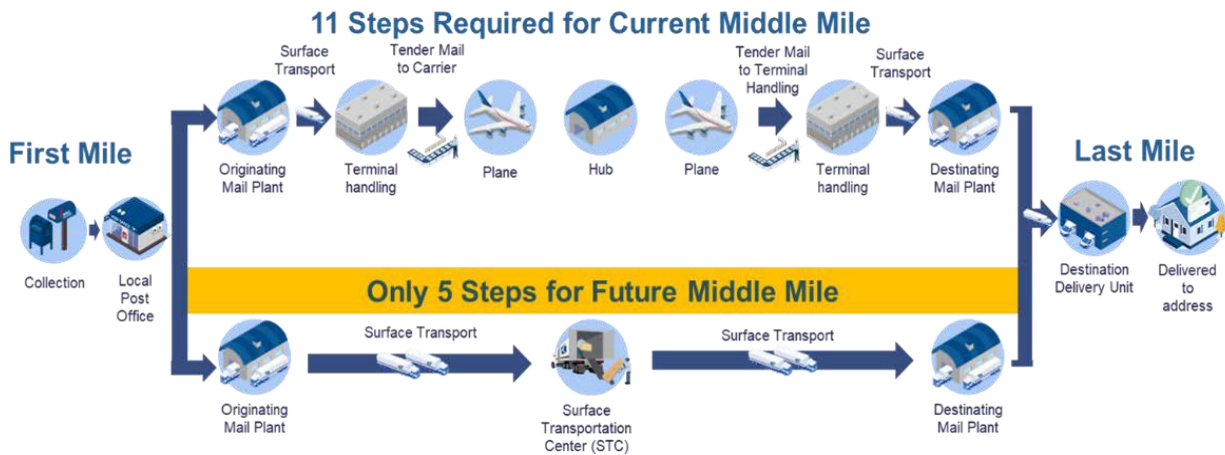 11 Steps Required for Current Middle Mile
Surface
Transport
Tender Mail
to Carrier
Tender Mail
to Terminal
Handling
Surface
Transport
Originating
Mail Plant
Terminal
handling
Plane
Hub
Plane
Terminal
handling
Destinating
Mail Plant
First Mile
Collection
Local
Post
Office
Last Mile
Destination
Delivery Unit
Delivered
to
address
Only 5 Steps for Future Middle Mile
Surface Transport
Surface Transport
Originating
Mail Plant
Surface
Transportation
Center (STC)
Destinating
Mail Plant